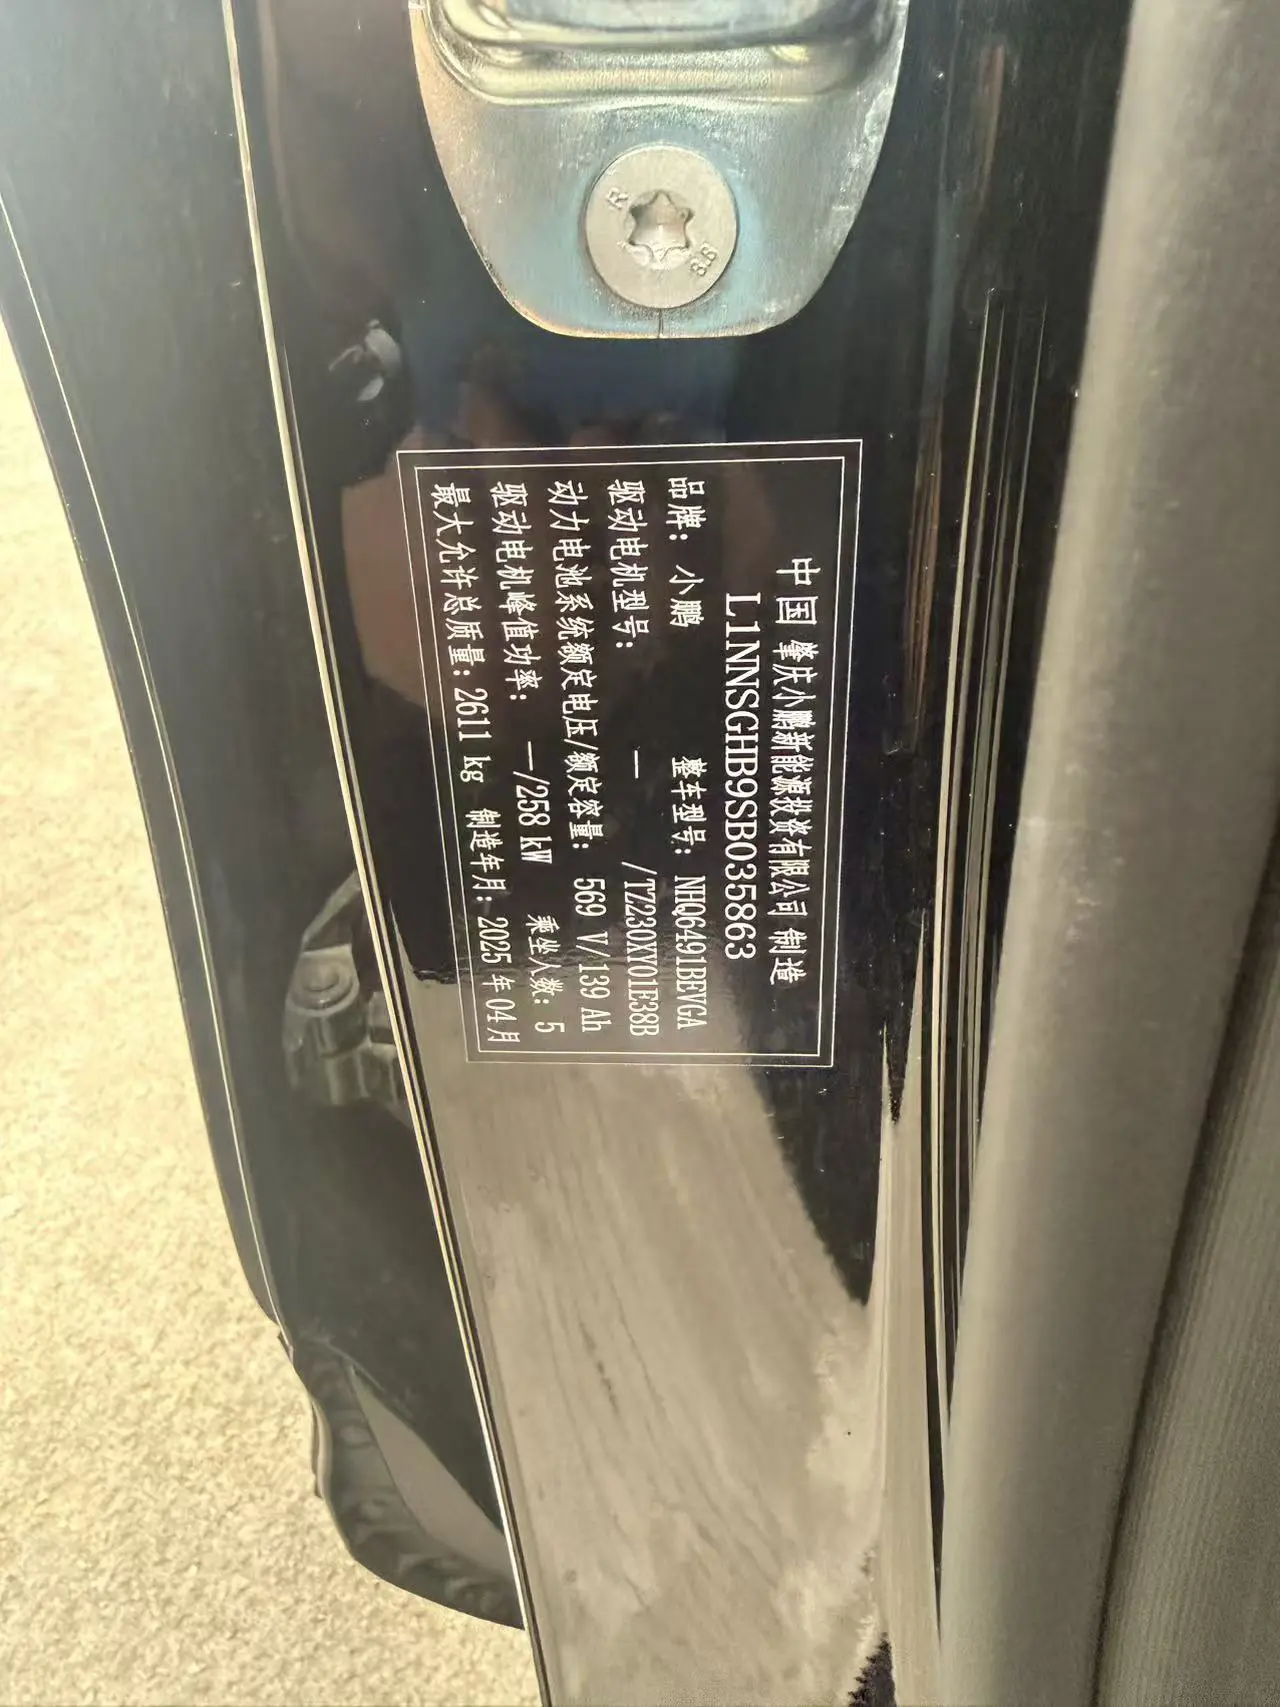 R
8.8
中国 肇庆小鹏新能源投资有限公司 制造
L1NNSGHB9SB035863
品牌：小鹏 整车型号：NHQ6491BEVGA
驱动电机型号： —/TZ230XY01E38B
动力电池系统额定电压/额定容量：569 V/139 Ah
驱动电机峰值功率： —/258 kW 乘坐人数：5
最大允许总质量：2611 kg 制造年月：2025 年 04 月